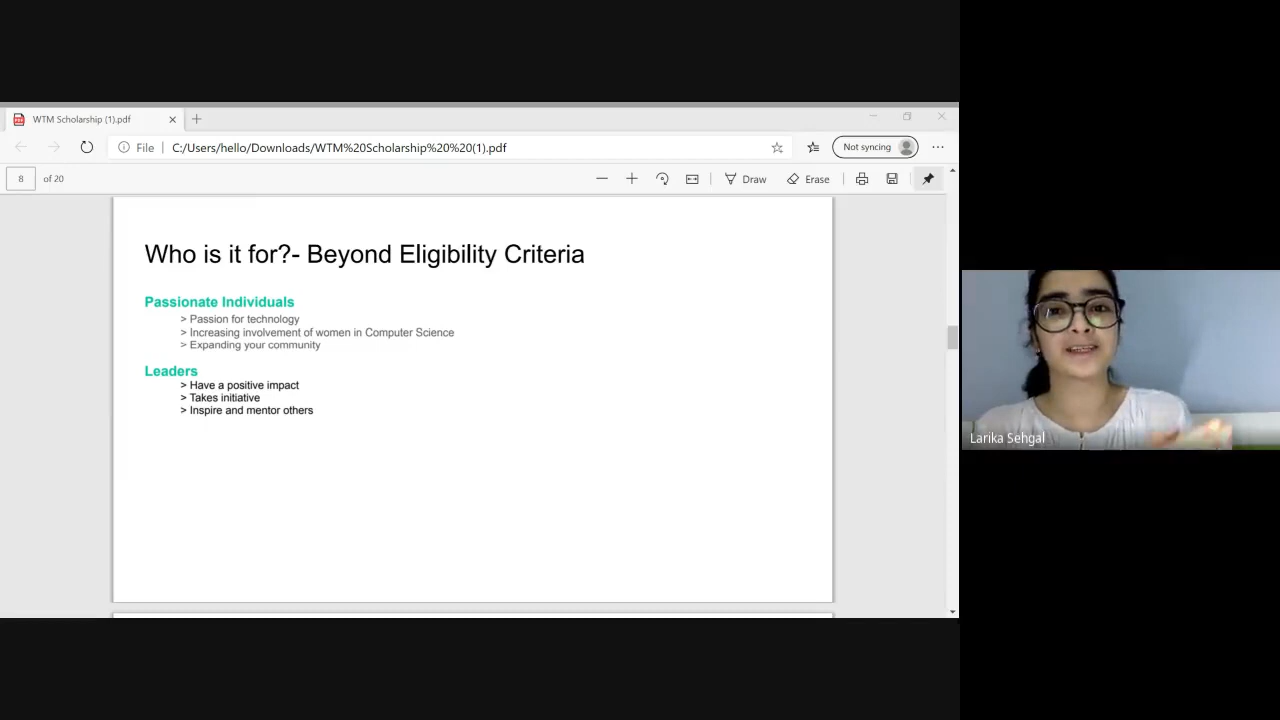 WTM Scholarship (1).pdf
File
C:/Users/hello/Downloads/WTM%20Scholarship%20%20(1).pdf
Not syncing
8 of 20
Draw
Erase
Who is it for?- Beyond Eligibility Criteria
Passionate Individuals
> Passion for technology
> Increasing involvement of women in Computer Science
> Expanding your community
Leaders
> Have a positive impact
> Takes initiative
> Inspire and mentor others
Larika Sehgal